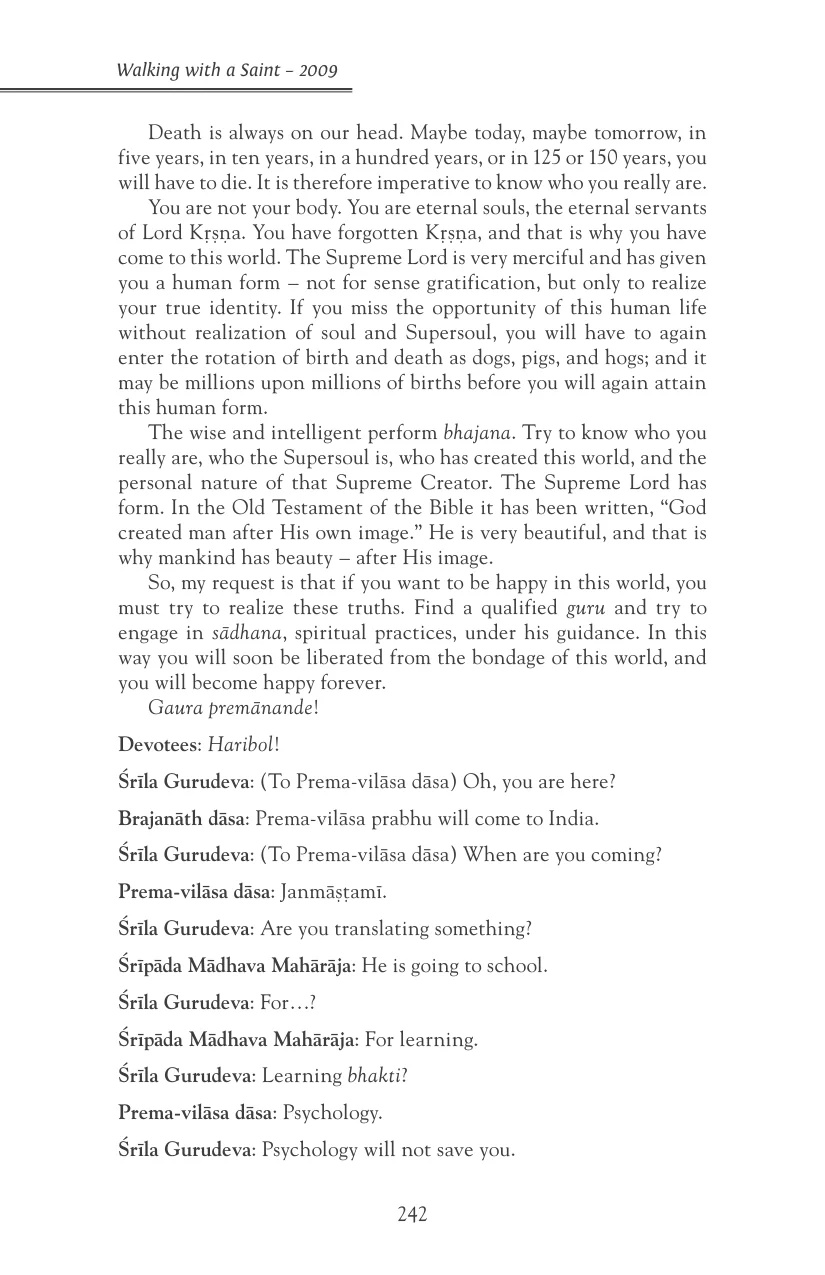 Walking with a Saint – 2009
Death is always on our head. Maybe today, maybe tomorrow, in
five years, in ten years, in a hundred years, or in 125 or 150 years, you
will have to die. It is therefore imperative to know who you really are.
You are not your body. You are eternal souls, the eternal servants
of Lord Kṛṣṇa. You have forgotten Kṛṣṇa, and that is why you have
come to this world. The Supreme Lord is very merciful and has given
you a human form – not for sense gratification, but only to realize
your true identity. If you miss the opportunity of this human life
without realization of soul and Supersoul, you will have to again
enter the rotation of birth and death as dogs, pigs, and hogs; and it
may be millions upon millions of births before you will again attain
this human form.
The wise and intelligent perform bhajana. Try to know who you
really are, who the Supersoul is, who has created this world, and the
personal nature of that Supreme Creator. The Supreme Lord has
form. In the Old Testament of the Bible it has been written, “God
created man after His own image.” He is very beautiful, and that is
why mankind has beauty – after His image.
So, my request is that if you want to be happy in this world, you
must try to realize these truths. Find a qualified guru and try to
engage in sādhana, spiritual practices, under his guidance. In this
way you will soon be liberated from the bondage of this world, and
you will become happy forever.
Gaura premānande!
Devotees: Haribol!
Śrīla Gurudeva: (To Prema-vilāsa dāsa) Oh, you are here?
Brajanāth dāsa: Prema-vilāsa prabhu will come to India.
Śrīla Gurudeva: (To Prema-vilāsa dāsa) When are you coming?
Prema-vilāsa dāsa: Janmāṣṭamī.
Śrīla Gurudeva: Are you translating something?
Śrīpāda Mādhava Mahārāja: He is going to school.
Śrīla Gurudeva: For…?
Śrīpāda Mādhava Mahārāja: For learning.
Śrīla Gurudeva: Learning bhakti?
Prema-vilāsa dāsa: Psychology.
Śrīla Gurudeva: Psychology will not save you.
242